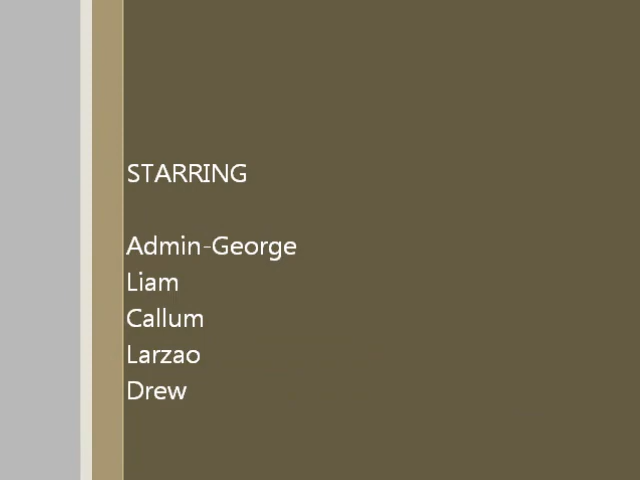 STARRING
Admin-George
Liam
Callum
Larzao
Drew